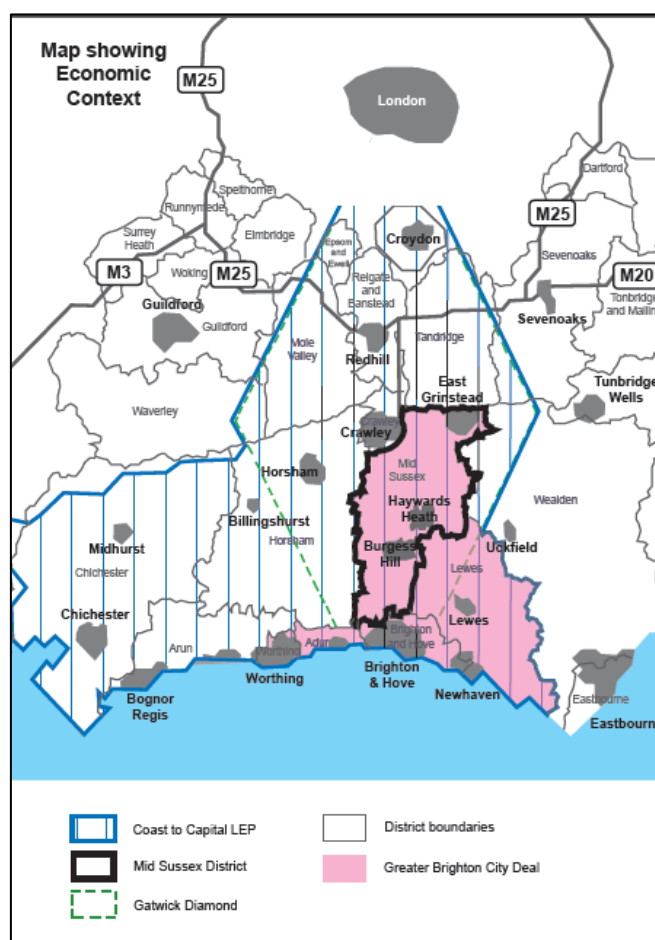 Map showing
Economic
Context
M25
London
Dartford
Spelthorne
Runnymede
M25
Surrey
Heath
Elmbridge
Epsom
and
Ewell
Croydon
Sevenoaks
M3
Woking
M25
Reigate
and
Banstead
M20
Guildford
Guildford
Tonbridge
and Malling
Sevenoaks
Mole
Valley
Redhill
Tandridge
East
Grinstead
Tunbridge
Wells
Waverley
Crawley
Crawley
Horsham
Mid
Sussex
Haywards
Heath
Wealden
Billingshurst
Horsham
Midhurst
Burgess
Hill
Uckfield
Chichester
Lewes
Chichester
Lewes
Arun
Worthing
Adur
Brighton
and Hove
Worthing
Brighton
& Hove
Newhaven
Bognor
Regis
Eastbourne
Eastbourn
Coast to Capital LEP
District boundaries
Mid Sussex District
Greater Brighton City Deal
Gatwick Diamond